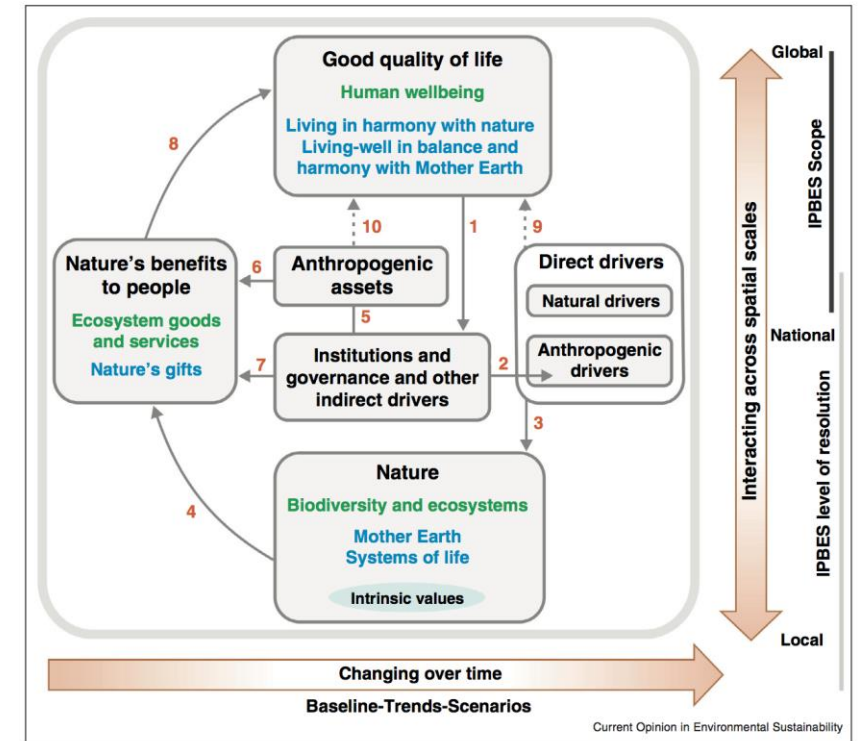 Good quality of life
Human wellbeing
Living in harmony with nature
Living-well in balance and
harmony with Mother Earth
8
10
1
9
Nature's benefits
to people
Ecosystem goods
and services
Nature's gifts
6
Anthropogenic
assets
5
7
Institutions and
governance and other
indirect drivers
2
Direct drivers
Natural drivers
Anthropogenic
drivers
3
4
Nature
Biodiversity and ecosystems
Mother Earth
Systems of life
Intrinsic values
Interacting across spatial scales
Global
IPBES Scope
National
IPBES level of resolution
Local
Changing over time
Baseline-Trends-Scenarios
Current Opinion in Environmental Sustainability